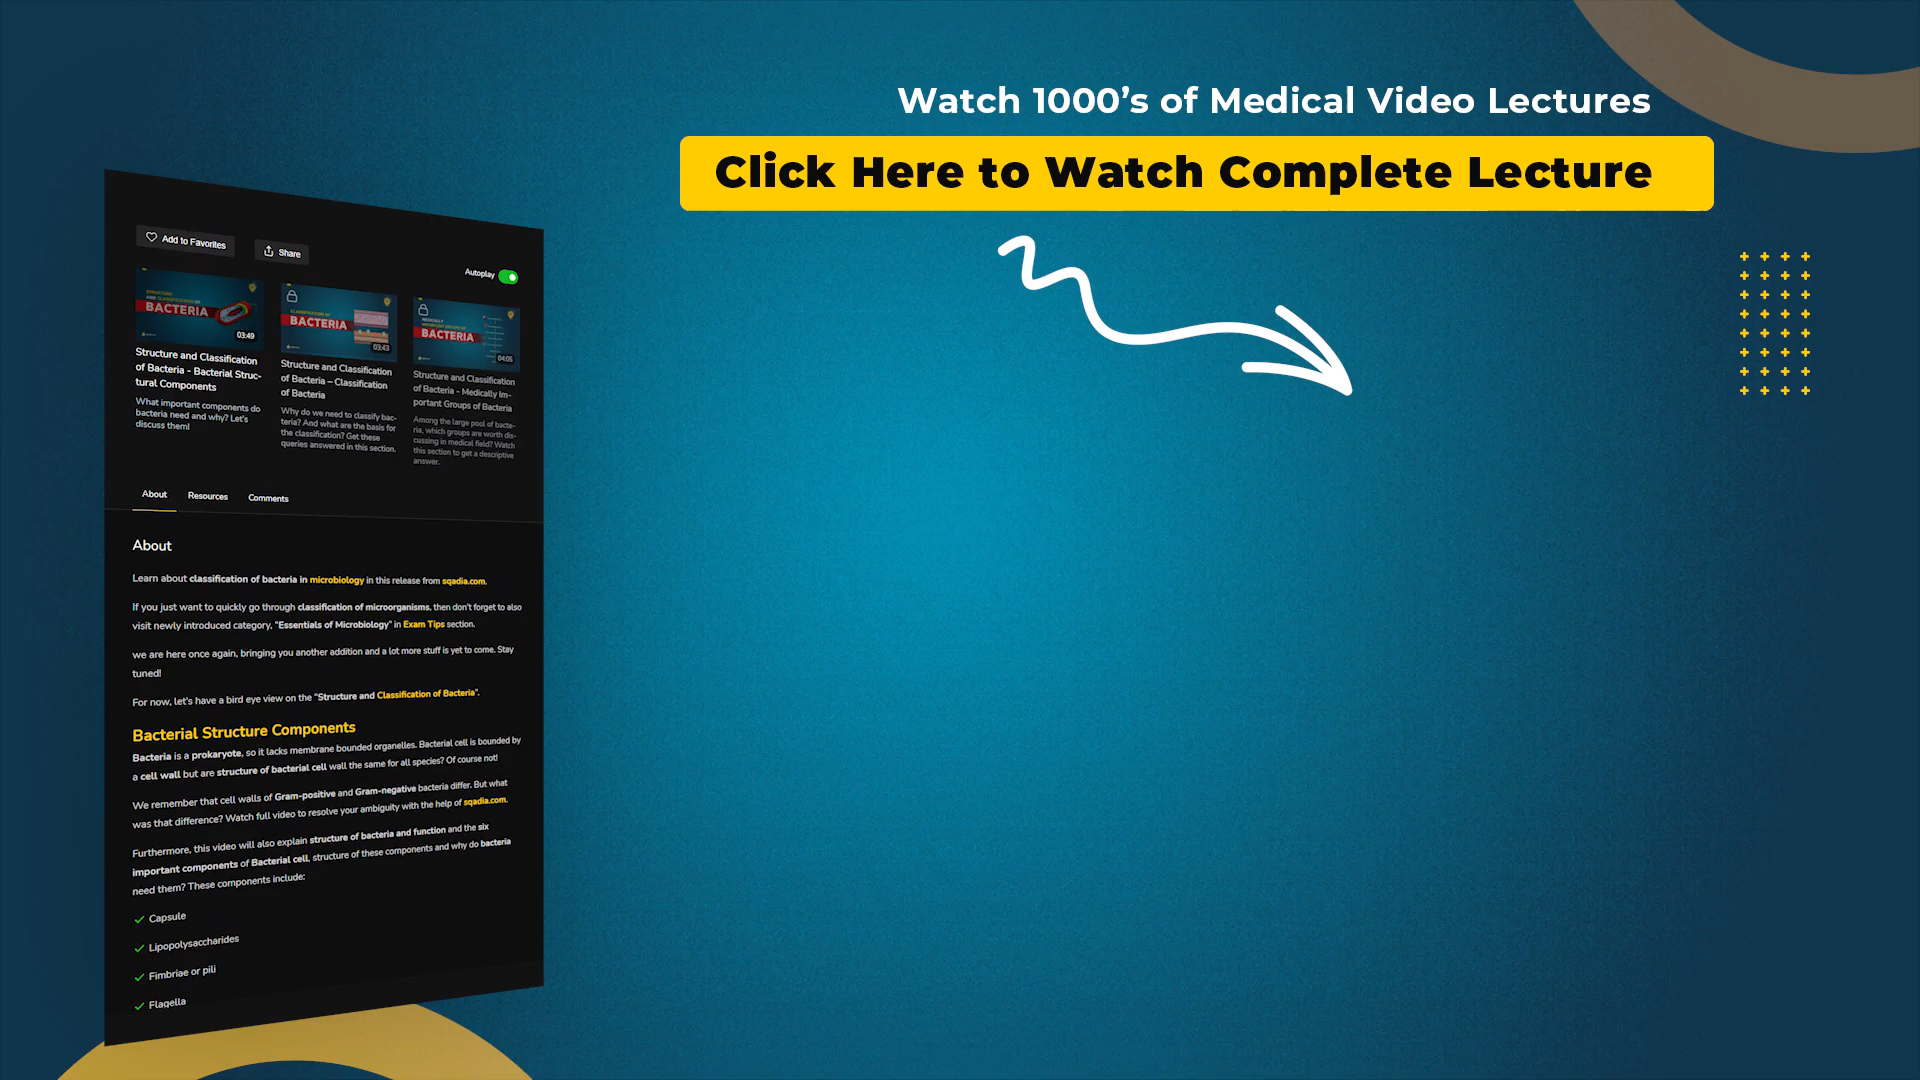 Watch 1000's of Medical Video Lectures
Click Here to Watch Complete Lecture
Add to Favorites
Share
Autoplay
STRUCTURE
AND CLASSIFICATION OF
BACTERIA
03:49
CLASSIFICATION OF
BACTERIA
03:43
MEDICALLY
IMPORTANT GROUPS OF
BACTERIA
04:05
Structure and Classification
of Bacteria - Bacterial Struc-
tural Components
What important components do
bacteria need and why? Let's
discuss them!
Structure and Classification
of Bacteria – Classification
of Bacteria
Why do we need to classify bac-
teria? And what are the basis for
the classification? Get these
queries answered in this section.
Structure and Classification
of Bacteria - Medically Im-
portant Groups of Bacteria
Among the large pool of bacte-
ria, which groups are worth dis-
cussing in medical field? Watch
this section to get a descriptive
answer.
About
Resources
Comments
About
Learn about classification of bacteria in microbiology in this release from sqadia.com.
If you just want to quickly go through classification of microorganisms, then don't forget to also
visit newly introduced category, "Essentials of Microbiology" in Exam Tips section.
we are here once again, bringing you another addition and a lot more stuff is yet to come. Stay
tuned!
For now, let's have a bird eye view on the "Structure and Classification of Bacteria".
Bacterial Structure Components
Bacteria is a prokaryote, so it lacks membrane bounded organelles. Bacterial cell is bounded by
a cell wall but are structure of bacterial cell wall the same for all species? Of course not!
We remember that cell walls of Gram-positive and Gram-negative bacteria differ. But what
was that difference? Watch full video to resolve your ambiguity with the help of sqadia.com.
Furthermore, this video will also explain structure of bacteria and function and the six
important components of Bacterial cell, structure of these components and why do bacteria
need them? These components include:
Capsule
Lipopolysaccharides
Fimbriae or pili
Flagella